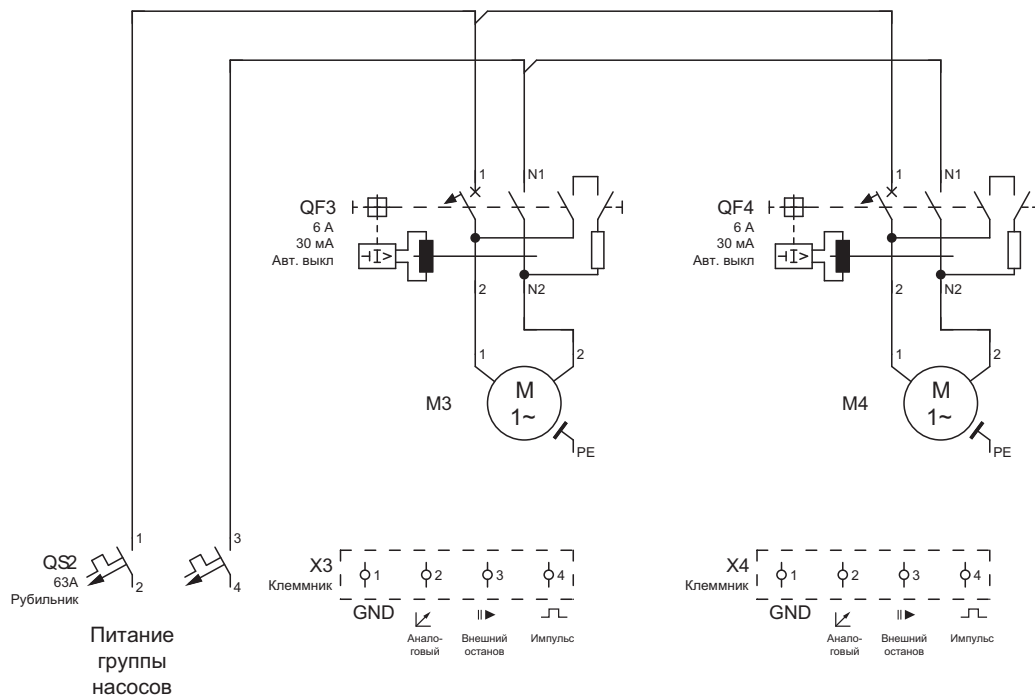 1
N1
QF3
6 А
30 мА
Авт. выкл
I>
2
N2
1
2
M3
M
1~
PE
1
N1
QF4
6 А
30 мА
Авт. выкл
I>
2
N2
1
2
M4
M
1~
PE
QS2
63А
Рубильник
1
2
3
4
Питание
группы
насосов
X3
Клеммник
1
2
3
4
GND
Анало-
говый
Внешний
останов
Импульс
X4
Клеммник
1
2
3
4
GND
Анало-
говый
Внешний
останов
Импульс